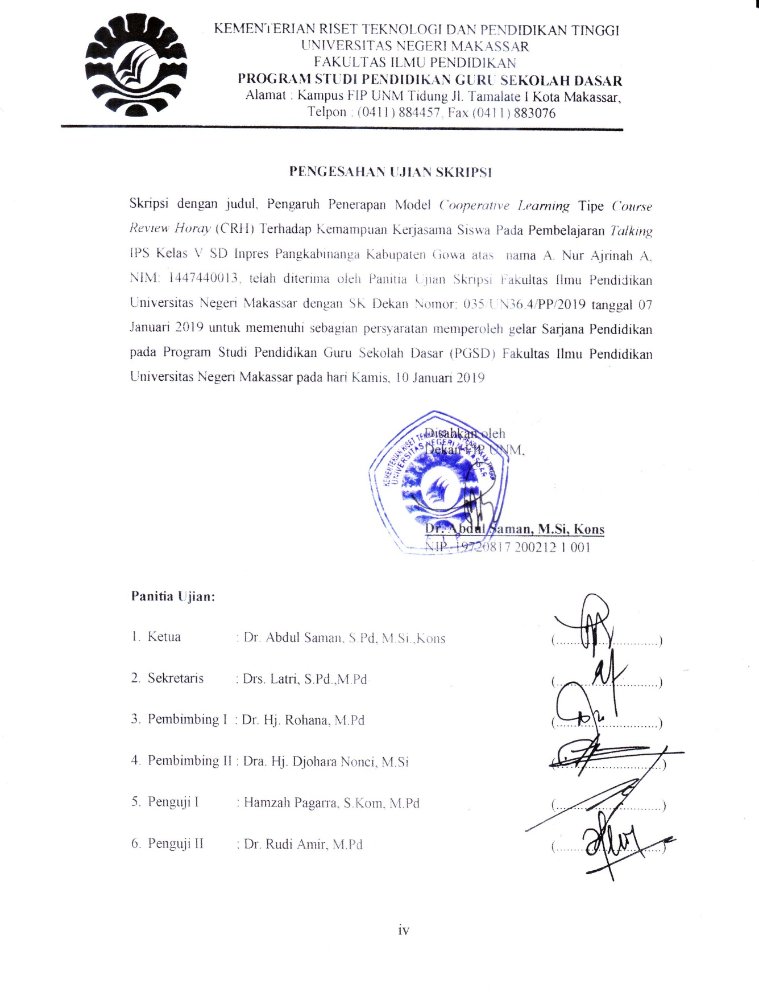 KEMENTERIAN RISET TEKNOLOGI DAN PENDIDIKAN TINGGI
UNIVERSITAS NEGERI MAKASSAR
FAKULTAS ILMU PENDIDIKAN
PROGRAM STUDI PENDIDIKAN GURU SEKOLAH DASAR
Alamat : Kampus FIP UNM Tidung Jl. Tamalate I Kota Makassar,
Telpon : (0411) 884457, Fax (0411) 883076
PENGESAHAN UJIAN SKRIPSI
Skripsi dengan judul, Pengaruh Penerapan Model Cooperative Learning Tipe Course
Review Horay (CRH) Terhadap Kemampuan Kerjasama Siswa Pada Pembelajaran Talking
IPS Kelas V SD Inpres Pangkabinanga Kabupaten Gowa atas nama A. Nur Ajrinah A,
NIM: 1447440013, telah diterima oleh Panitia Ujian Skripsi Fakultas Ilmu Pendidikan
Universitas Negeri Makassar dengan SK Dekan Nomor: 035/UN36.4/PP/2019 tanggal 07
Januari 2019 untuk memenuhi sebagian persyaratan memperoleh gelar Sarjana Pendidikan
pada Program Studi Pendidikan Guru Sekolah Dasar (PGSD) Fakultas Ilmu Pendidikan
Universitas Negeri Makassar pada hari Kamis, 10 Januari 2019
Disahkan oleh
Dekan FIP UNM,
KEMENTERIAN RISET TEKNOLOGI DAN PENDIDIKAN TINGGI
UNIVERSITAS NEGERI MAKASSAR
F I P
Dr. Abdul Saman, M.Si, Kons
NIP. 19720817 200212 1 001
Panitia Ujian:
1. Ketua : Dr. Abdul Saman, S.Pd, M.Si.,Kons (..............................)
2. Sekretaris : Drs. Latri, S.Pd.,M.Pd (..............................)
3. Pembimbing I : Dr. Hj. Rohana, M.Pd (..............................)
4. Pembimbing II : Dra. Hj. Djohara Nonci, M.Si (..............................)
5. Penguji I : Hamzah Pagarra, S.Kom, M.Pd (..............................)
6. Penguji II : Dr. Rudi Amir, M.Pd (..............................)
iv